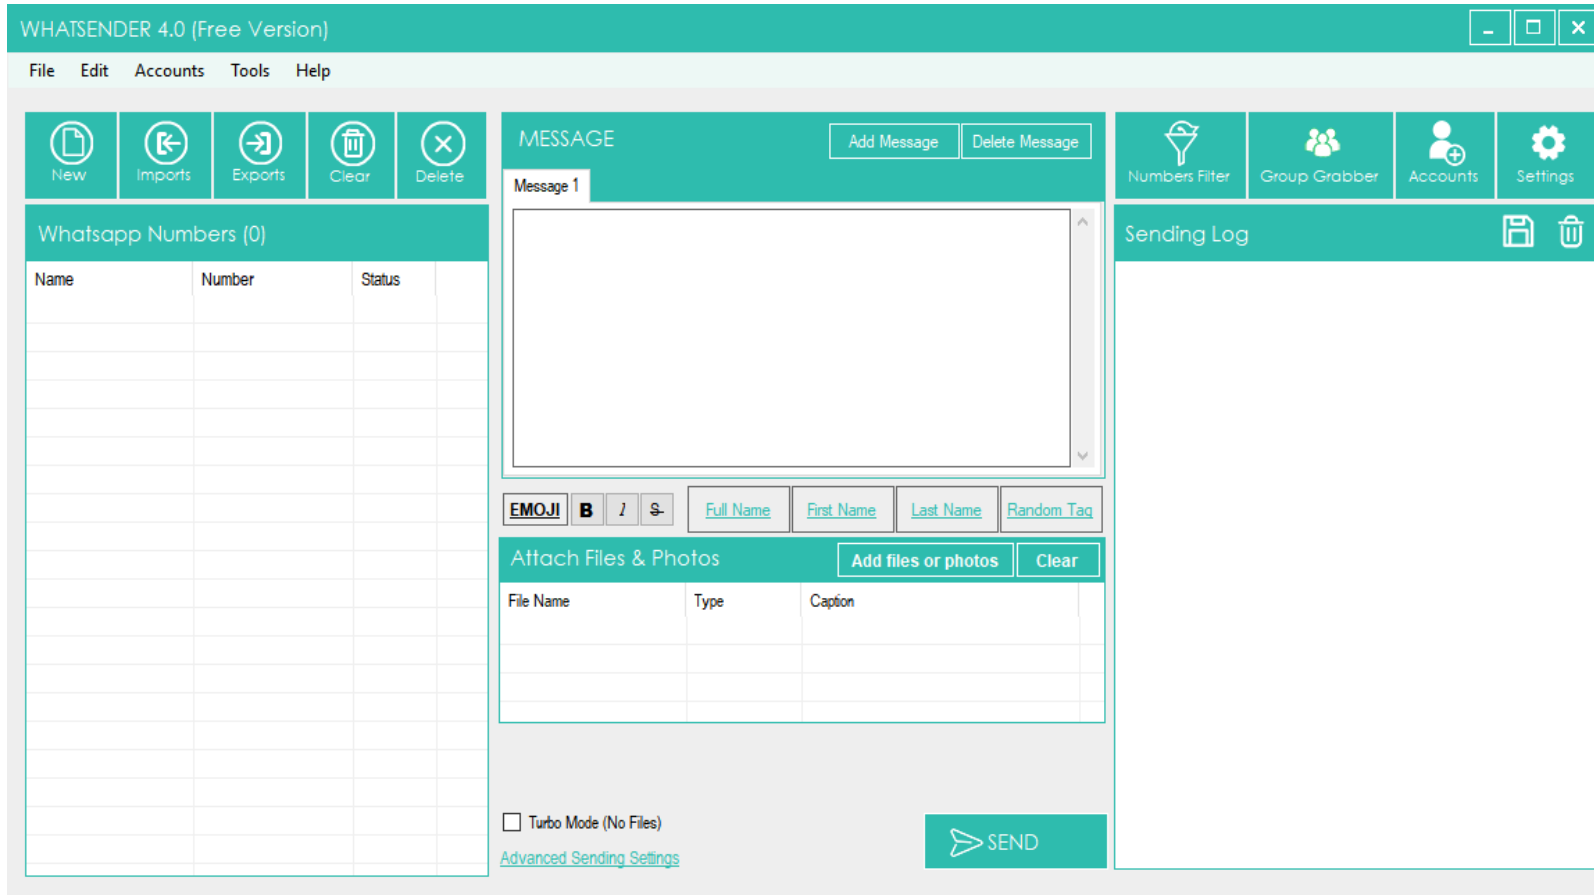 WHATSENDER 4.0 (Free Version)
File Edit Accounts Tools Help
New Imports Exports Clear Delete
Whatsapp Numbers (0)
Name Number Status
MESSAGE Add Message Delete Message
Message 1
EMOJI B I S Full Name First Name Last Name Random Tag
Attach Files & Photos Add files or photos Clear
File Name Type Caption
Turbo Mode (No Files)
Advanced Sending Settings
SEND
Numbers Filter Group Grabber Accounts Settings
Sending Log